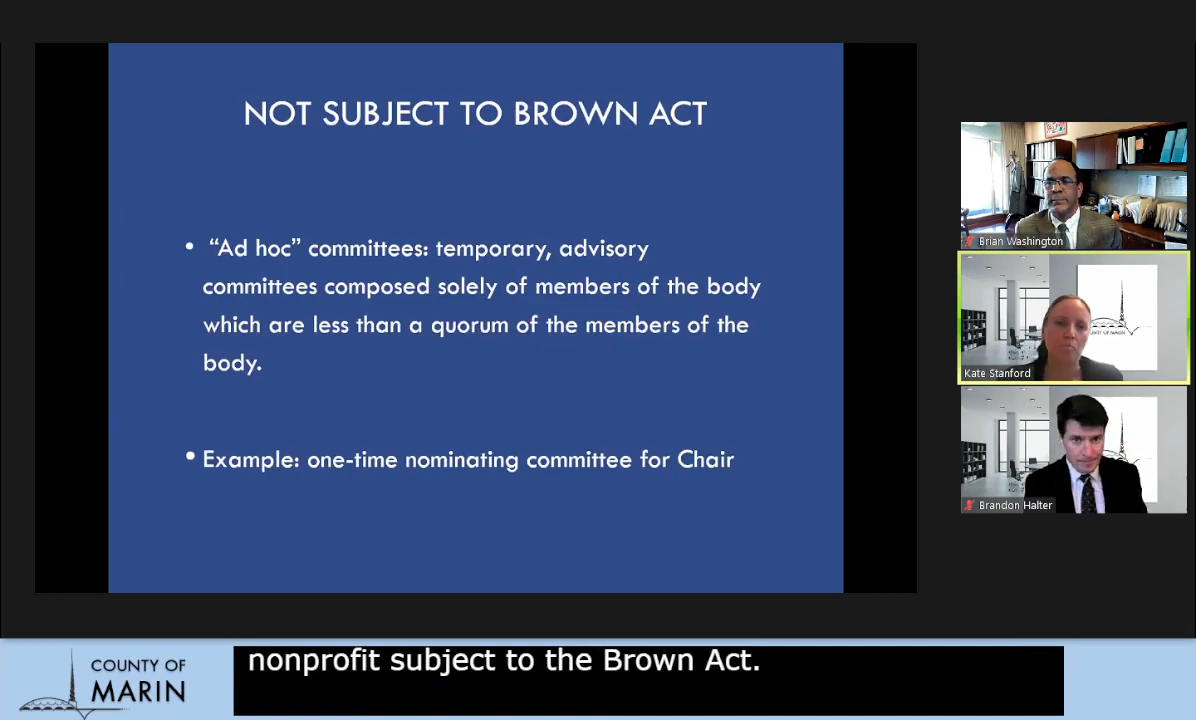 NOT SUBJECT TO BROWN ACT
• “Ad hoc” committees: temporary, advisory
committees composed solely of members of the body
which are less than a quorum of the members of the
body.
• Example: one-time nominating committee for Chair
Brian Washington
Kate Stanford
Brandon Halter
COUNTY OF
MARIN
nonprofit subject to the Brown Act.